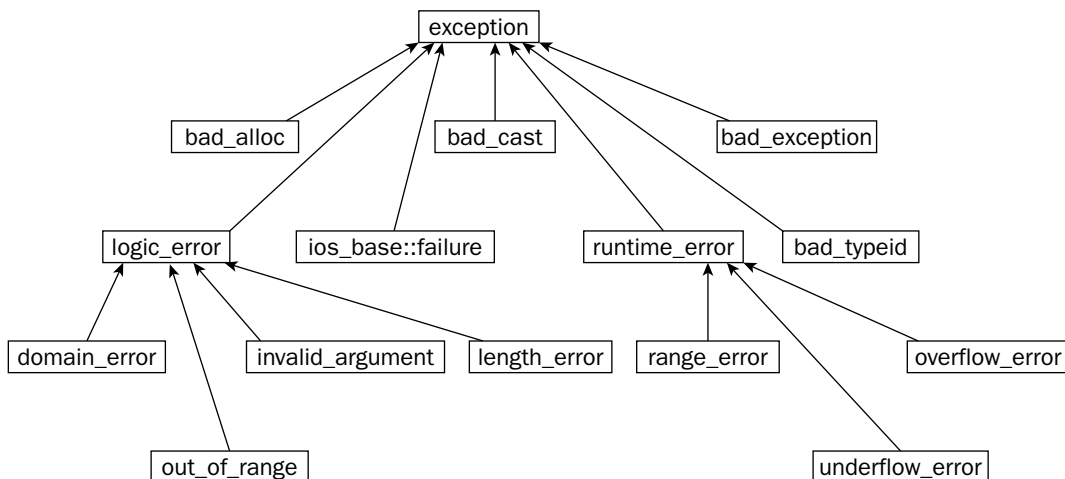 exception
bad_alloc
bad_cast
bad_exception
logic_error
ios_base::failure
runtime_error
bad_typeid
domain_error
invalid_argument
length_error
range_error
overflow_error
out_of_range
underflow_error